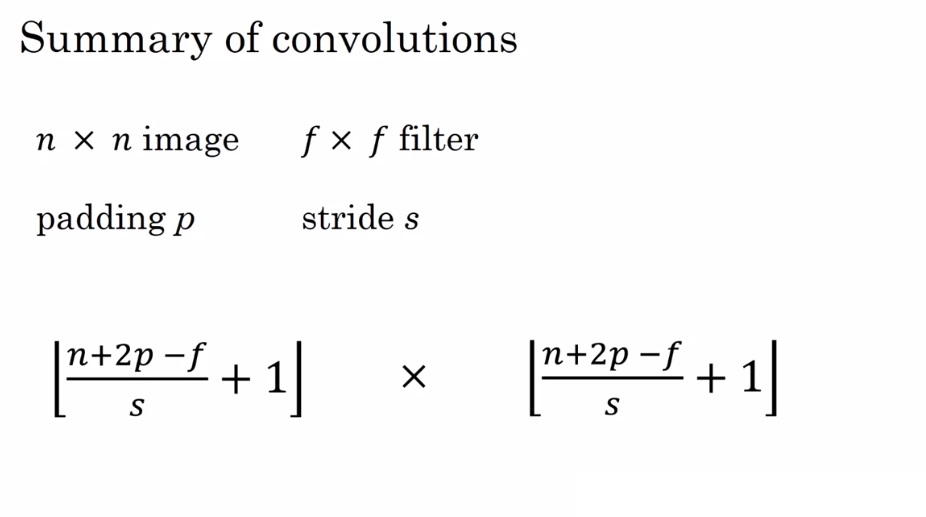 Summary of convolutions
n × n image f × f filter
padding p stride s
⌊(n+2p−f)/s + 1⌋ × ⌊(n+2p−f)/s + 1⌋